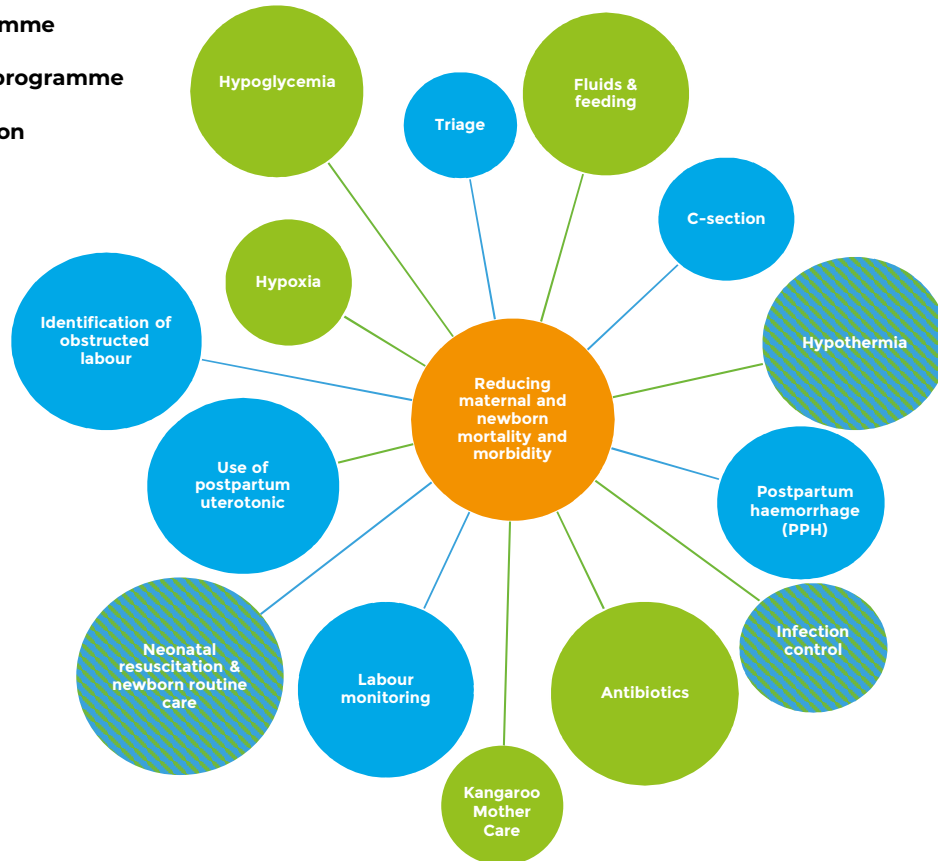 programme
on
Hypoglycemia
Triage
Fluids &
feeding
C-section
Hypoxia
Hypothermia
Identification of
obstructed
labour
Reducing
maternal and
newborn
mortality and
morbidity
Use of
postpartum
uterotonic
Postpartum
haemorrhage
(PPH)
Neonatal
resuscitation &
newborn routine
care
Labour
monitoring
Antibiotics
Infection
control
Kangaroo
Mother
Care